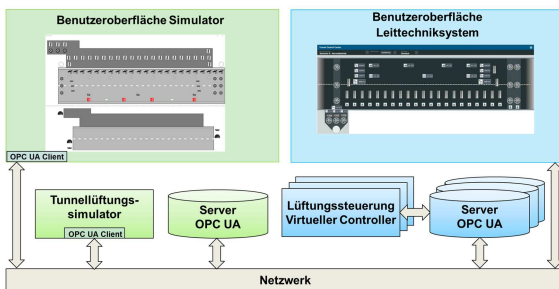 Benutzeroberfläche Simulator
Benutzeroberfläche
Leittechniksystem
OPC UA Client
Tunnellüftungs-
simulator
OPC UA Client
Server
OPC UA
Lüftungssteuerung
Virtueller Controller
Server
OPC UA
Netzwerk